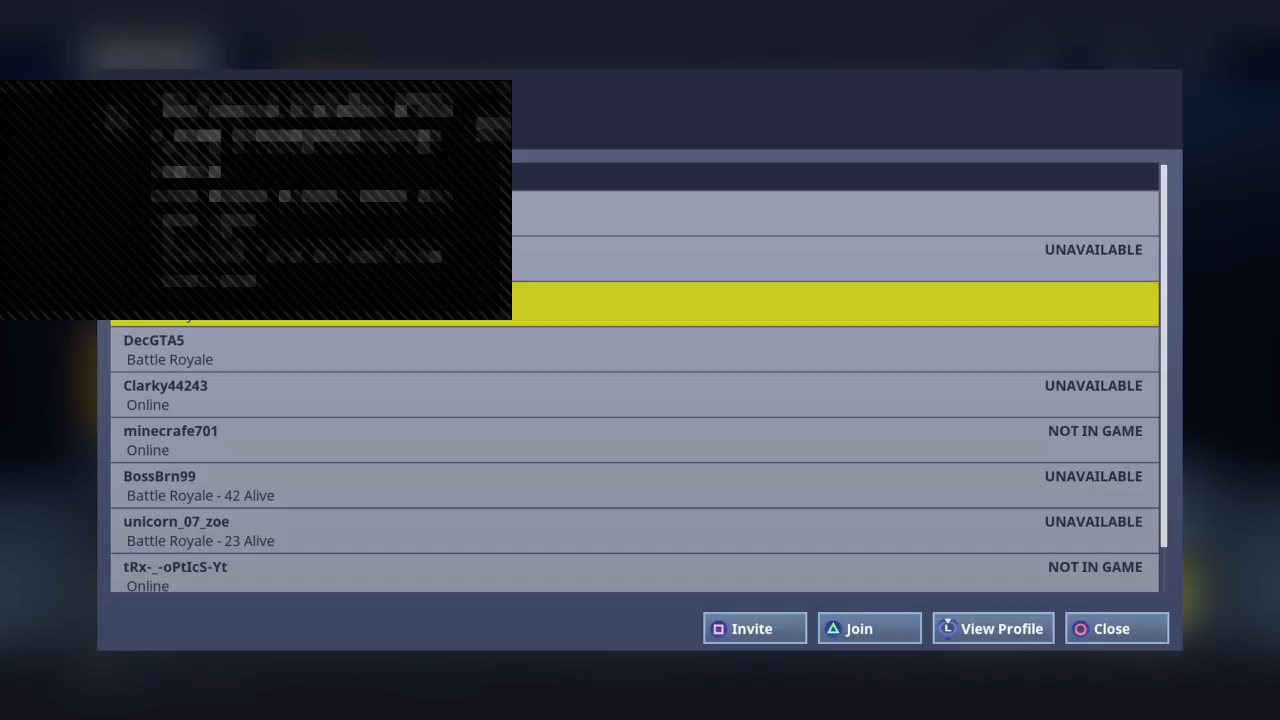 UNAVAILABLE
DecGTA5
Battle Royale
Clarky44243
UNAVAILABLE
Online
minecrafe701
NOT IN GAME
Online
BossBrn99
UNAVAILABLE
Battle Royale - 42 Alive
unicorn_07_zoe
UNAVAILABLE
Battle Royale - 23 Alive
tRx-_-oPtIcS-Yt
NOT IN GAME
Online
Invite
Join
L View Profile
Close